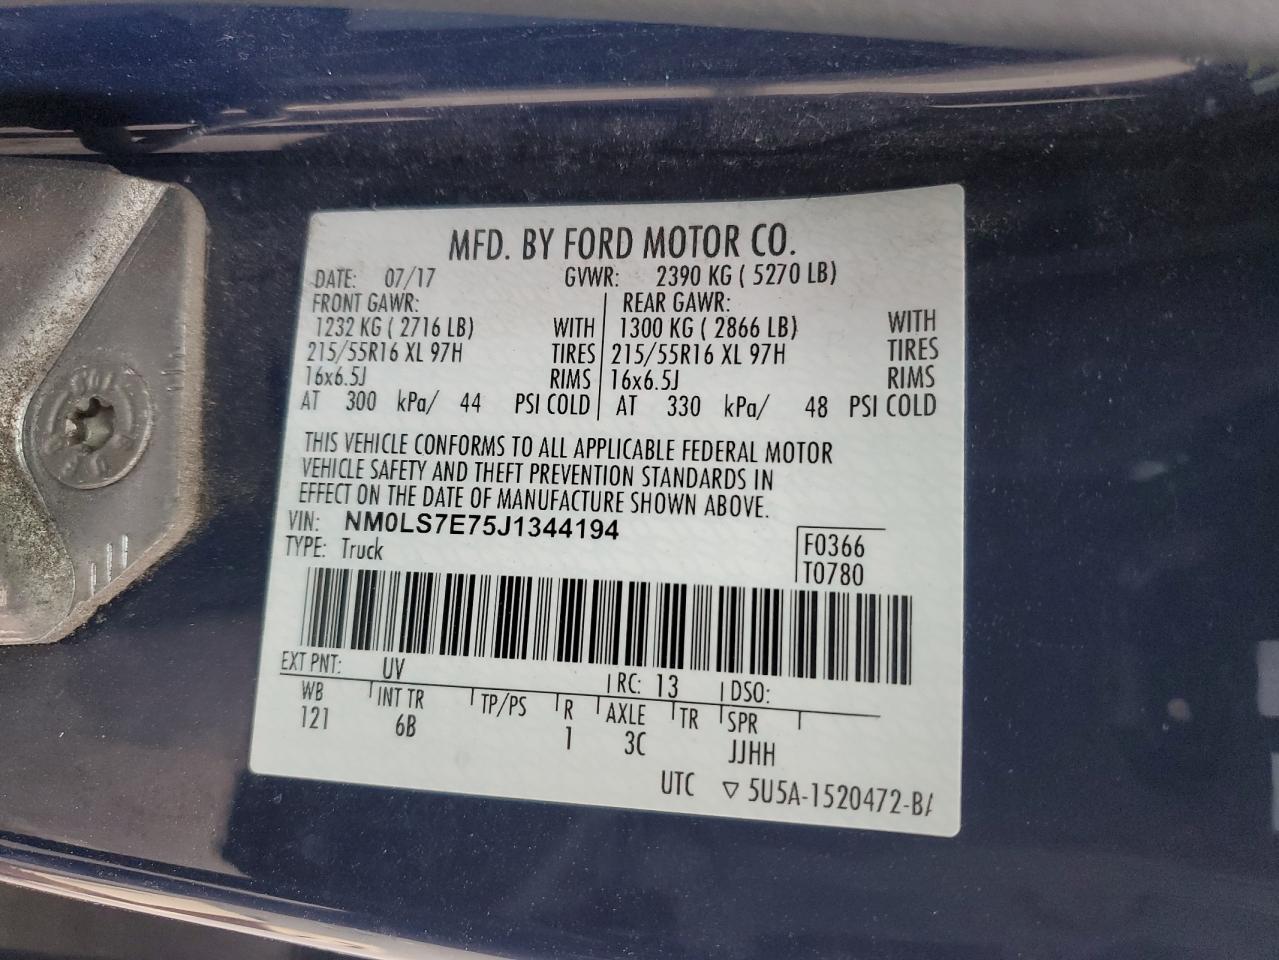 MFD. BY FORD MOTOR CO.
DATE: 07/17 GVWR: 2390 KG ( 5270 LB)
FRONT GAWR: REAR GAWR:
1232 KG ( 2716 LB) WITH 1300 KG ( 2866 LB) WITH
215/55R16 XL 97H TIRES 215/55R16 XL 97H TIRES
16x6.5J RIMS 16x6.5J RIMS
AT 300 kPa/ 44 PSI COLD AT 330 kPa/ 48 PSI COLD
THIS VEHICLE CONFORMS TO ALL APPLICABLE FEDERAL MOTOR
VEHICLE SAFETY AND THEFT PREVENTION STANDARDS IN
EFFECT ON THE DATE OF MANUFACTURE SHOWN ABOVE.
VIN: NM0LS7E75J1344194
TYPE: Truck
F0366
T0780
EXT PNT: UV RC: 13 DSO:
WB INT TR TP/PS R AXLE TR SPR
121 6B 1 3C JJHH
UTC ▽ 5U5A-1520472-B